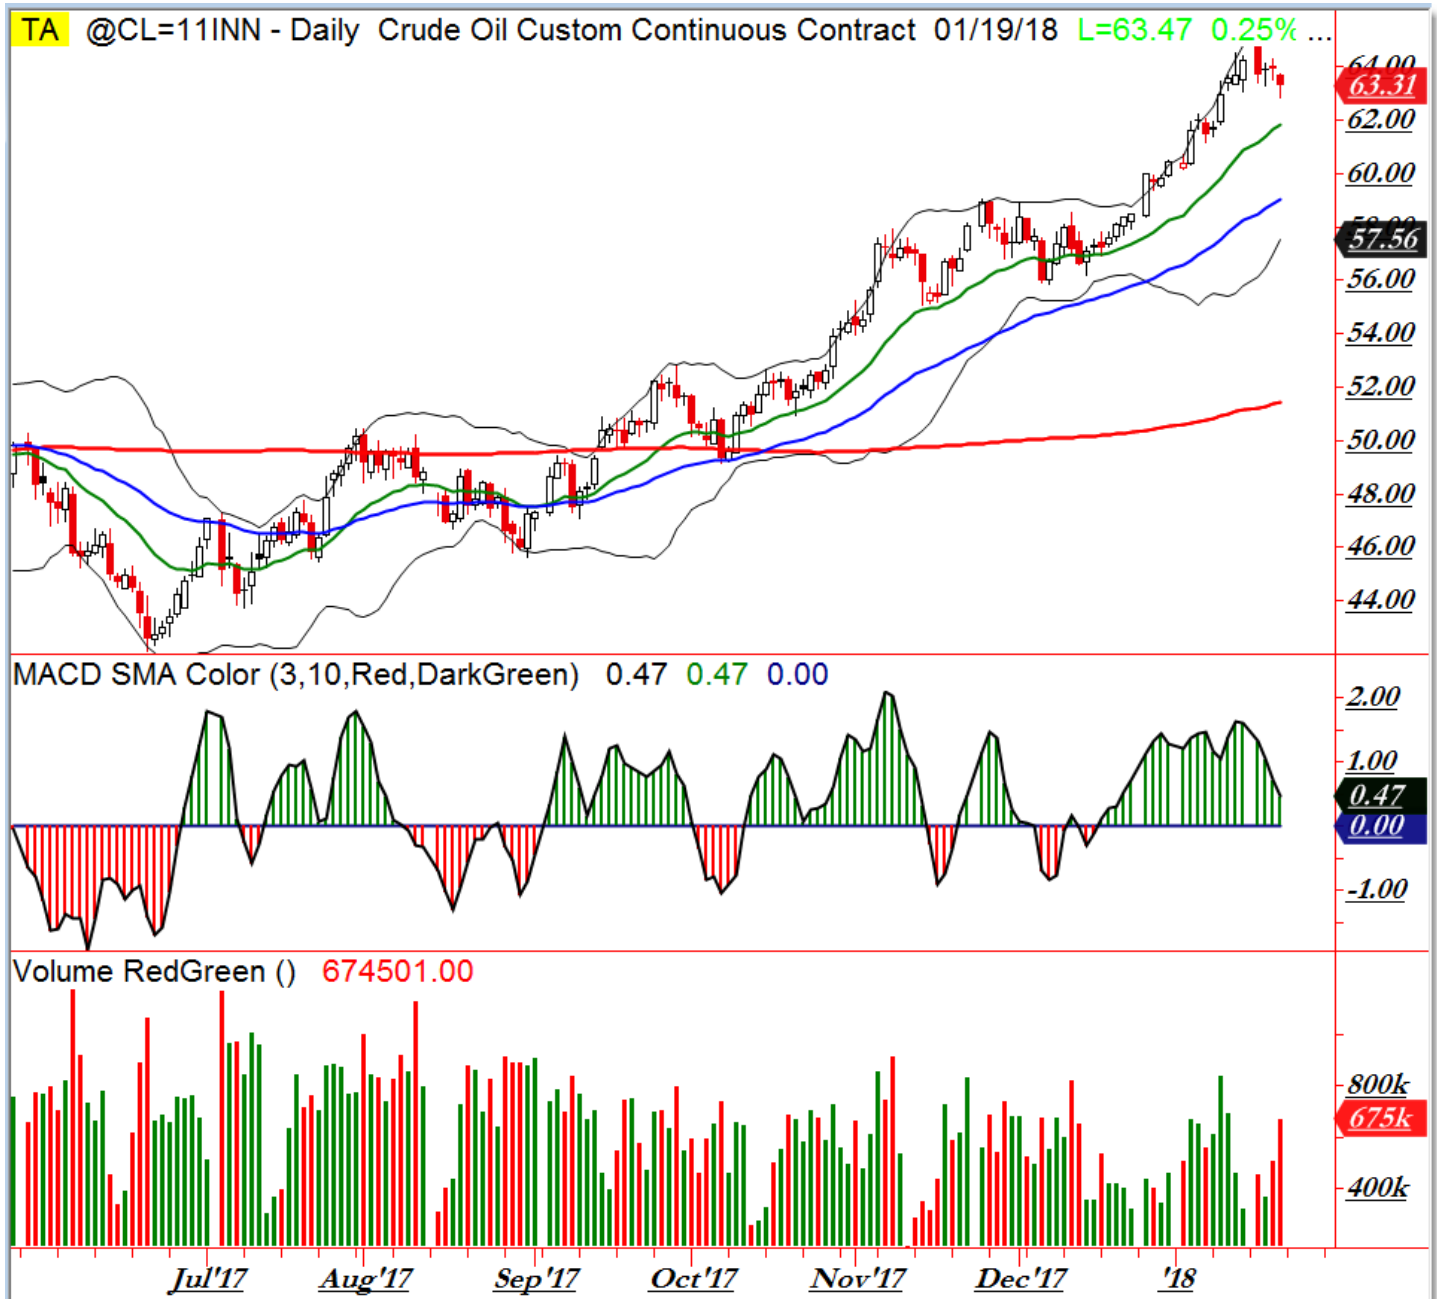 TA @CL=11INN - Daily Crude Oil Custom Continuous Contract 01/19/18 L=63.47 0.25% ...
64.00
63.31
62.00
60.00
58.00
57.56
56.00
54.00
52.00
50.00
48.00
46.00
44.00
MACD SMA Color (3,10,Red,DarkGreen) 0.47 0.47 0.00
2.00
1.00
0.47
0.00
-1.00
Volume RedGreen () 674501.00
800k
675k
400k
Jul'17 Aug'17 Sep'17 Oct'17 Nov'17 Dec'17 '18